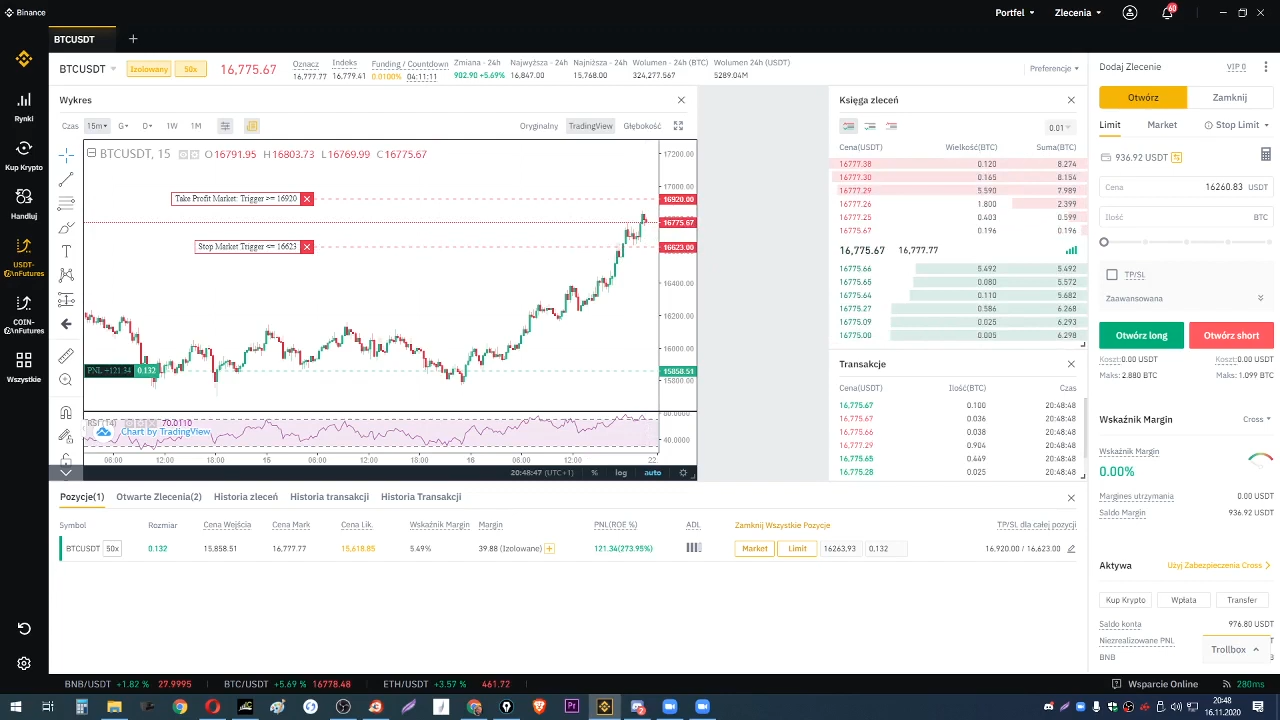 Binance Portfel Zlecenia 60
BTCUSDT +
BTCUSDT Izolowany 50x 16,775.67
Oznacz Indeks Funding / Countdown Zmiana - 24h Najwyższa - 24h Najniższa - 24h Wolumen - 24h (BTC) Wolumen 24h (USDT)
16,777.77 16,779.41 0.0100% 04:11:11 902.90 +5.69% 16,847.00 15,768.00 324,277.567 5289.04M
Preferencje
Rynki
Kup Krypto
Handluj
USDT-
\nFutures
COIN-
\nFutures
Wszystkie
Wykres
Czas 15m G D 1W 1M Oryginalny TradingView Głębokość
BTCUSDT, 15 O16791.95 H16803.73 L16769.99 C16775.67
Take Profit Market: Trigger >= 16920
Stop Market Trigger <= 16623
PNL +121.34 0.132
17200.00
17000.00
16920.00
16775.67
16623.00
16400.00
16200.00
16000.00
15858.51
15800.00
RSI (14) 70.0110
Chart by TradingView
40.0000
06:00 12:00 18:00 15 06:00 12:00 18:00 16 06:00 12:00 22
20:48:47 (UTC+1) % log auto
Księga zleceń
0.01
Cena(USDT) Wielkość(BTC) Suma(BTC)
16777.38 0.120 8.274
16777.30 0.165 8.154
16777.29 5.590 7.989
16777.26 1.800 2.399
16777.25 0.403 0.599
16775.67 0.196 0.196
16,775.67 16,777.77
16775.66 5.492 5.492
16775.65 0.080 5.572
16775.64 0.110 5.682
16775.27 0.586 6.268
16775.09 0.025 6.293
16775.00 0.005 6.298
Transakcje
Cena(USDT) Ilość(BTC) Czas
16,775.67 0.100 20:48:48
16,775.67 0.036 20:48:48
16,775.66 0.038 20:48:48
16,777.29 0.904 20:48:48
16,775.65 0.449 20:48:48
16,775.28 0.025 20:48:48
Dodaj Zlecenie VIP 0
Otwórz Zamknij
Limit Market Stop Limit
936.92 USDT
Cena 16260.83 USDT
Ilość BTC
TP/SL
Zaawansowana
Otwórz long Otwórz short
Koszt:0.00 USDT Koszt:0.00 USDT
Maks: 2.880 BTC Maks: 1.099 BTC
Wskaźnik Margin Cross
Wskaźnik Margin
0.00%
Margines utrzymania 0.00 USDT
Saldo Margin 936.92 USDT
Aktywa Użyj Zabezpieczenia Cross
Kup Krypto Wpłata Transfer
Saldo konta 976.80 USDT
Niezrealizowane PNL T
BNB
Trollbox
Pozycje(1) Otwarte Zlecenia(2) Historia zleceń Historia transakcji Historia Transakcji
Symbol Rozmiar Cena Wejścia Cena Mark Cena Lik. Wskaźnik Margin Margin PNL(ROE %) ADL Zamknij Wszystkie Pozycje TP/SL dla całej pozycji
BTCUSDT 50x 0.132 15,858.51 16,777.77 15,618.85 5.49% 39.88 (Izolowane) 121.34(273.95%) Market Limit 16263,93 0,132 16,920.00 / 16,623.00
BNB/USDT +1.82 % 27.9995 BTC/USDT +5.69 % 16778.48 ETH/USDT +3.57 % 461.72
Wsparcie Online 280ms
20:48
16.11.2020